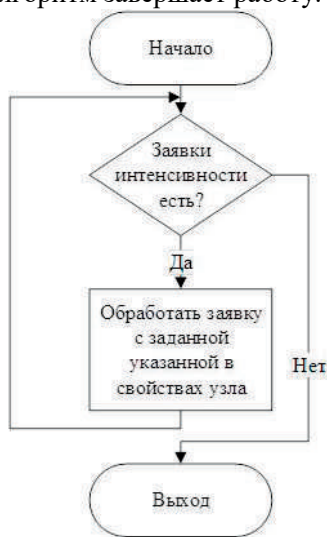 алгоритм завершает работу.
Начало
Заявки
интенсивности
есть?
Да
Обработать заявку
с заданной
указанной в
свойствах узла
Нет
Выход